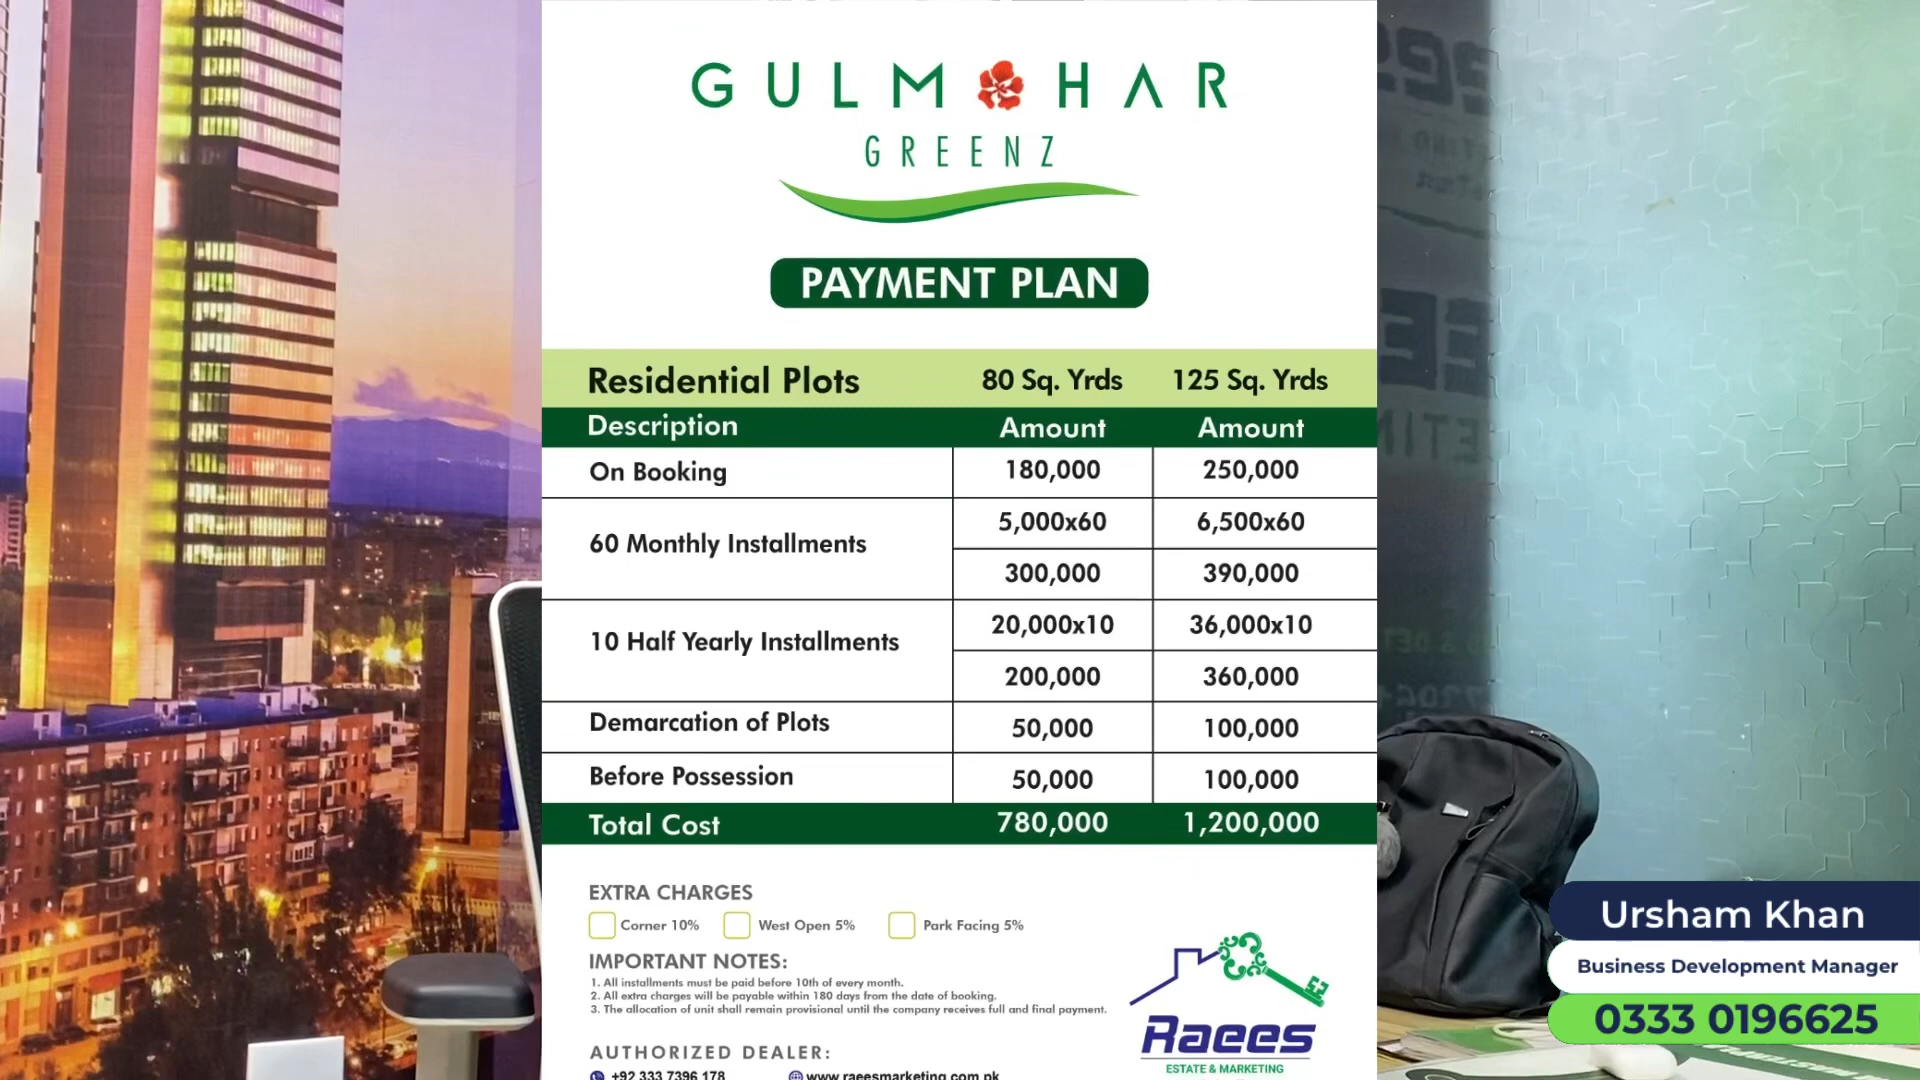 GULMOHAR
GREENZ
PAYMENT PLAN
Residential Plots 80 Sq. Yrds 125 Sq. Yrds
Description Amount Amount
On Booking 180,000 250,000
60 Monthly Installments 5,000x60 6,500x60
300,000 390,000
10 Half Yearly Installments 20,000x10 36,000x10
200,000 360,000
Demarcation of Plots 50,000 100,000
Before Possession 50,000 100,000
Total Cost 780,000 1,200,000
EXTRA CHARGES
Corner 10% West Open 5% Park Facing 5%
IMPORTANT NOTES:
1. All installments must be paid before 10th of every month.
2. All extra charges will be payable within 180 days from the date of booking.
3. The allocation of unit shall remain provisional until the company receives full and final payment.
AUTHORIZED DEALER:
+92 333 7396 178 www.raeesmarketing.com.pk
Raees
ESTATE & MARKETING
Ursham Khan
Business Development Manager
0333 0196625